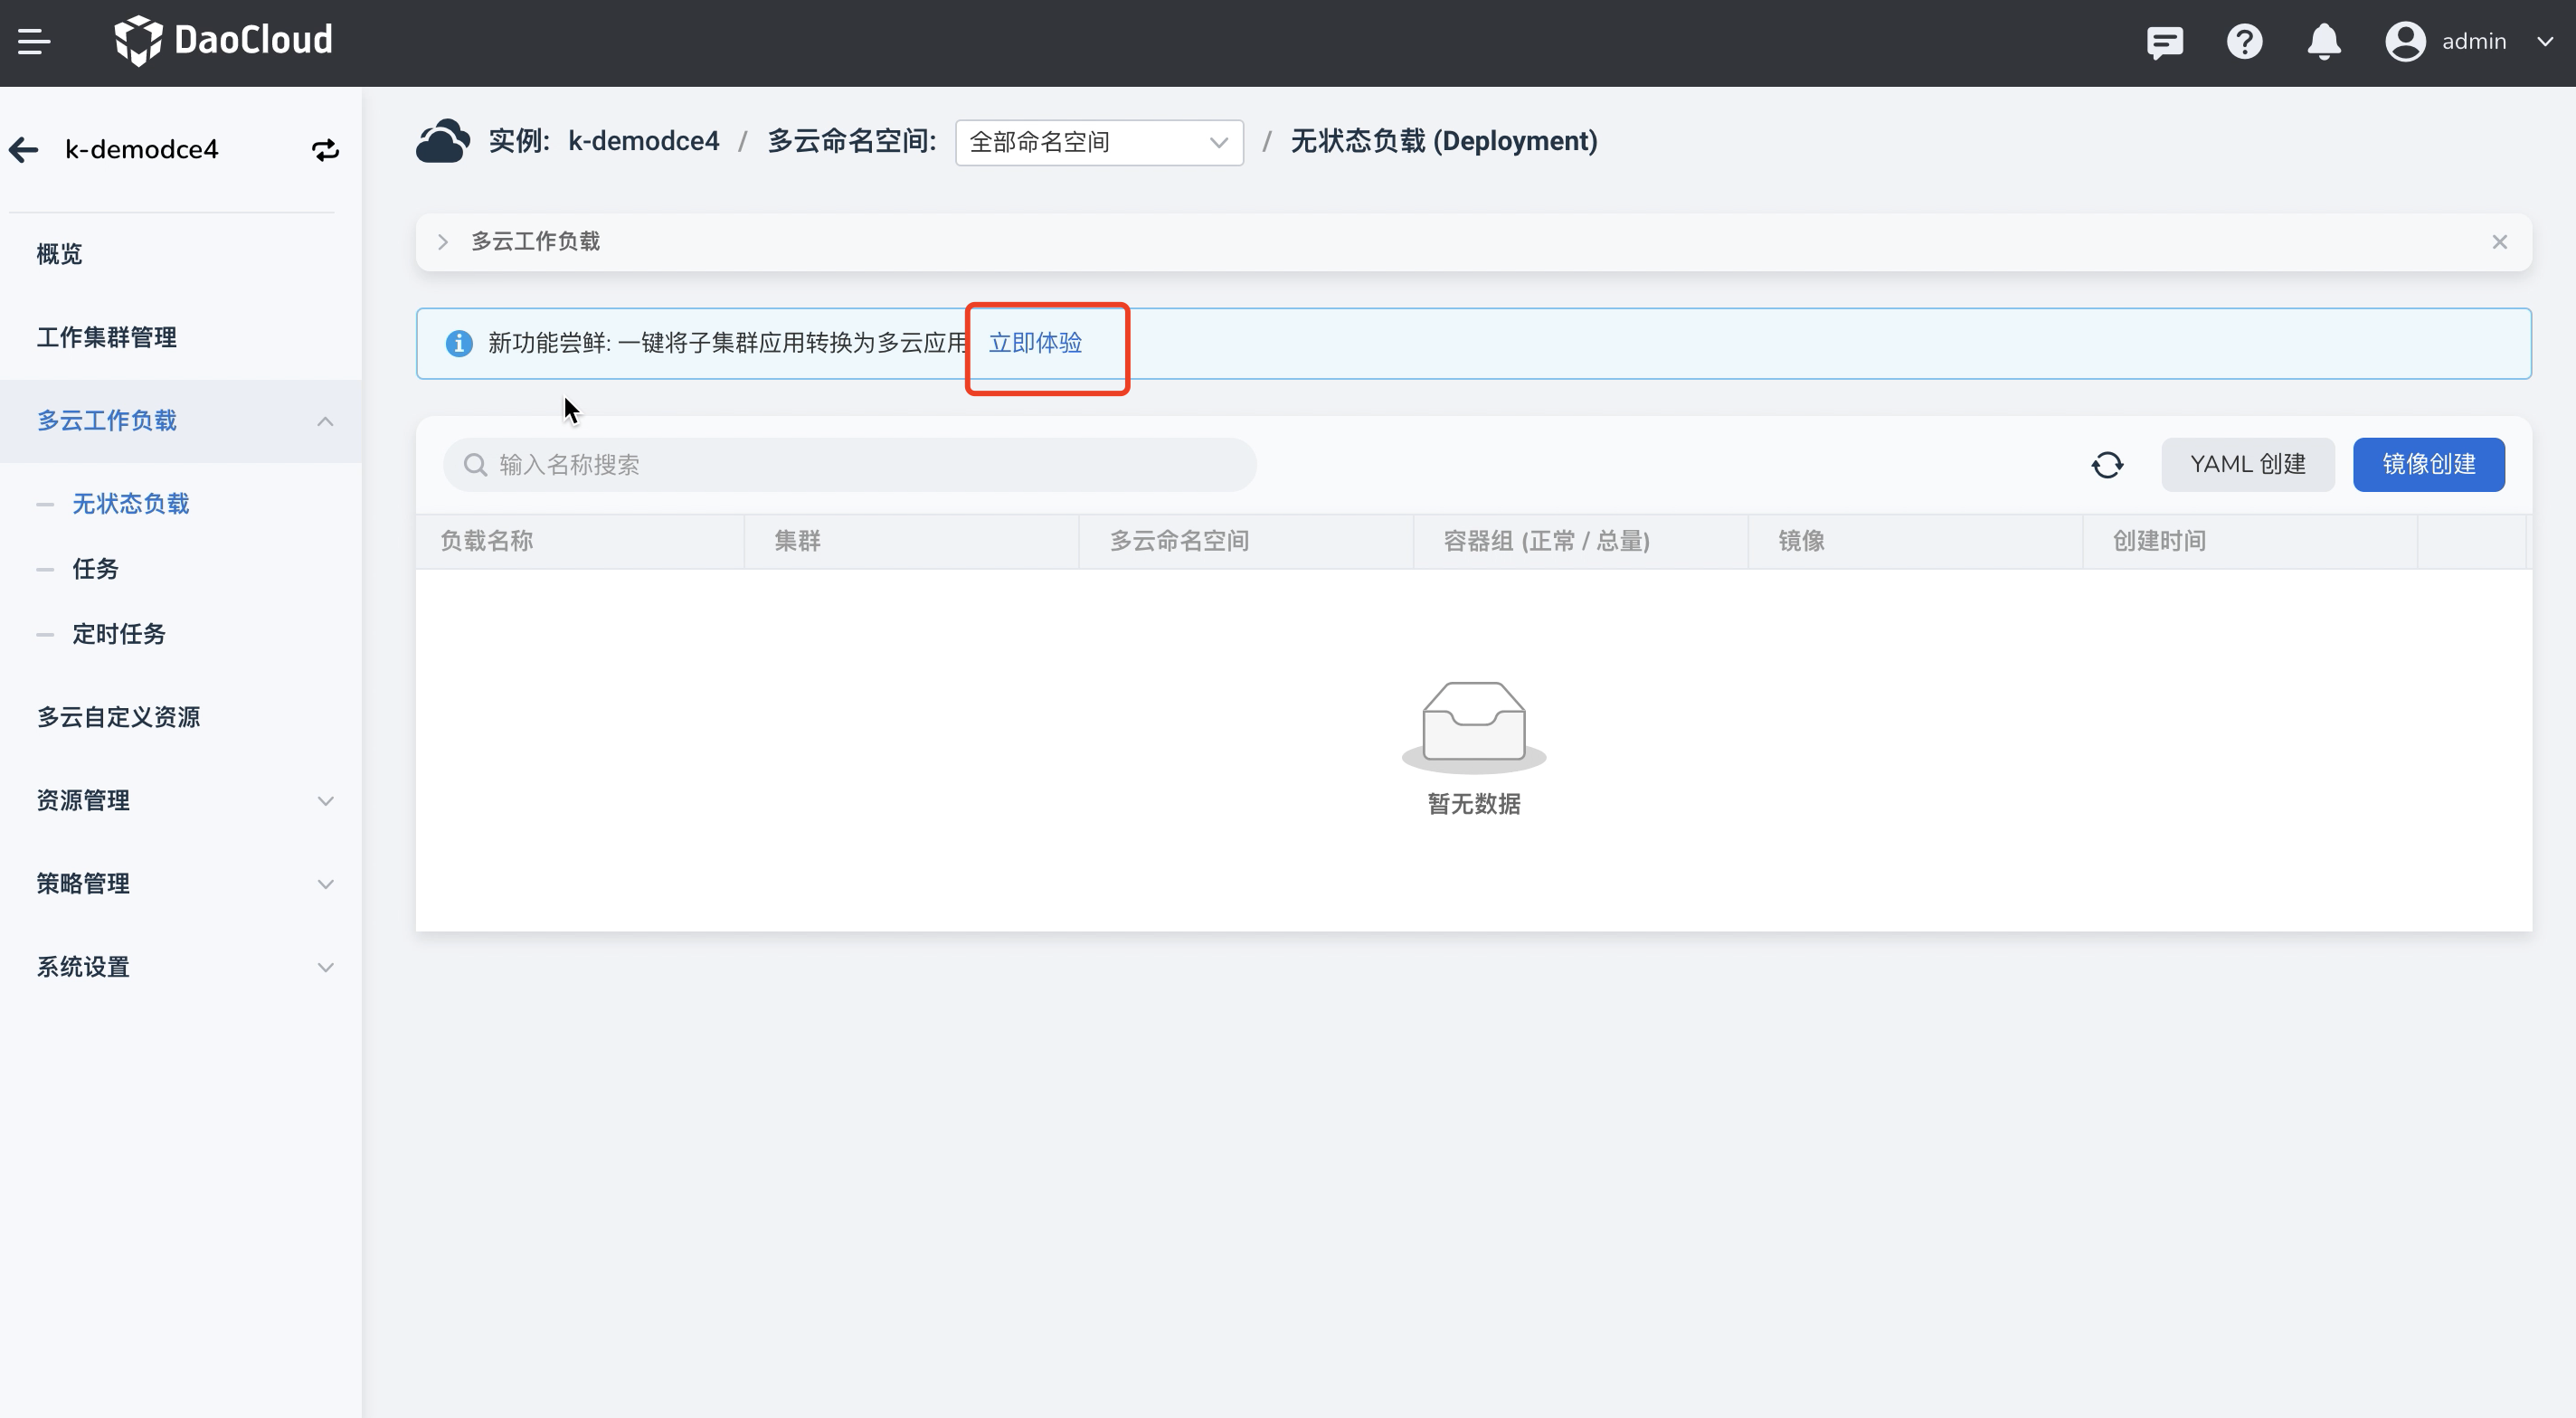 DaoCloud
admin
k-demodce4
概览
工作集群管理
多云工作负载
无状态负载
任务
定时任务
多云自定义资源
资源管理
策略管理
系统设置
实例: k-demodce4 / 多云命名空间: 全部命名空间 / 无状态负载 (Deployment)
多云工作负载
新功能尝鲜: 一键将子集群应用转换为多云应用 立即体验
输入名称搜索 YAML 创建 镜像创建
负载名称 集群 多云命名空间 容器组 (正常 / 总量) 镜像 创建时间
暂无数据